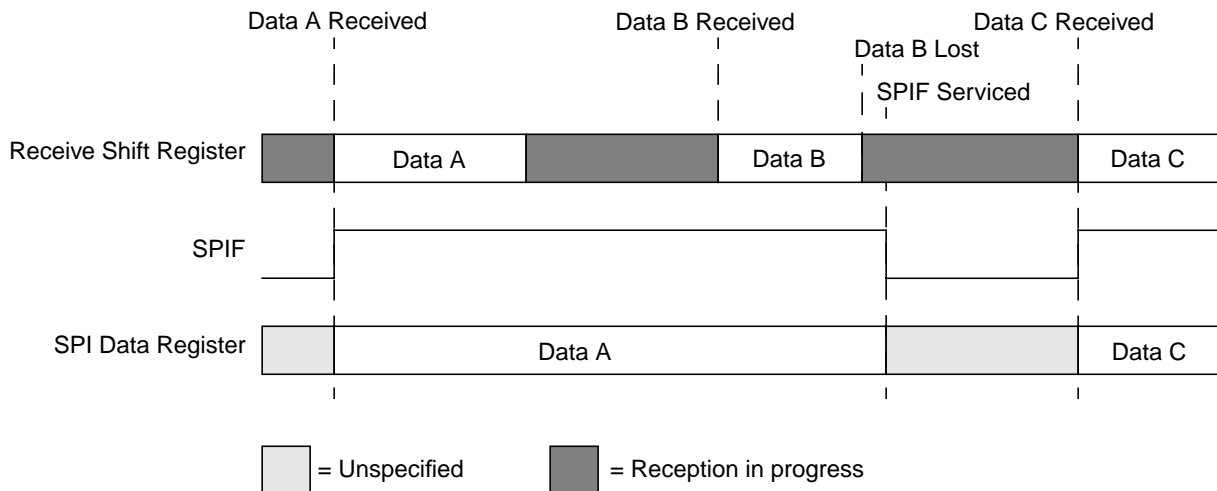 Data A Received
Data B Received
Data C Received
Data B Lost
SPIF Serviced
Receive Shift Register
Data A
Data B
Data C
SPIF
SPI Data Register
Data A
Data C
= Unspecified
= Reception in progress